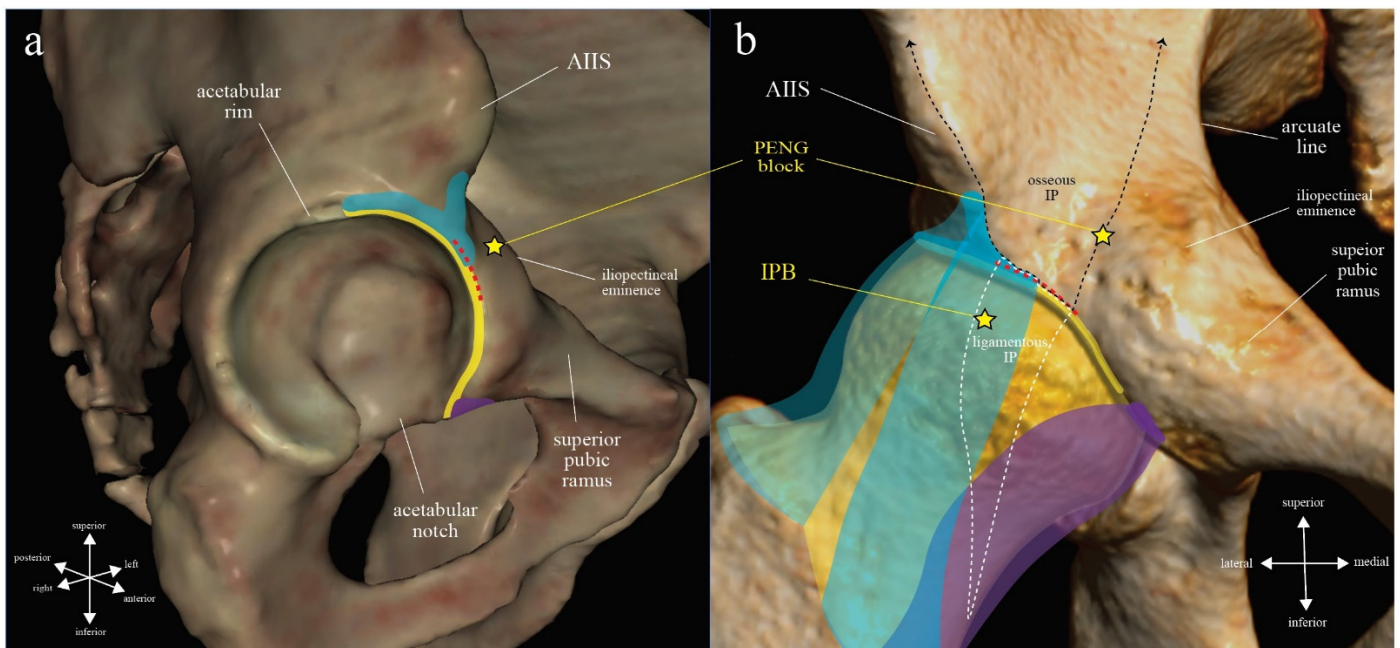 a
AIIS
acetabular
rim
iliopectineal
eminence
superior
pubic
ramus
acetabular
notch
superior
posterior
left
right
anterior
inferior
PENG
block
IPB
b
AIIS
osseous
IP
arcuate
line
iliopectineal
eminence
supeior
pubic
ramus
ligamentous
IP
superior
lateral
medial
inferior